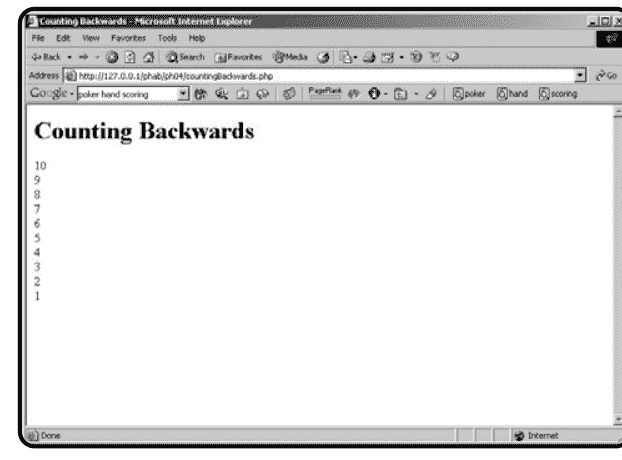 Counting Backwards - Microsoft Internet Explorer
File Edit View Favorites Tools Help
Back Search Favorites Media
Address http://127.0.0.1/phab/ph04/countingBackwards.php Go
Google poker hand scoring PageRank poker hand scoring
Counting Backwards
10
9
8
7
6
5
4
3
2
1
Done Internet